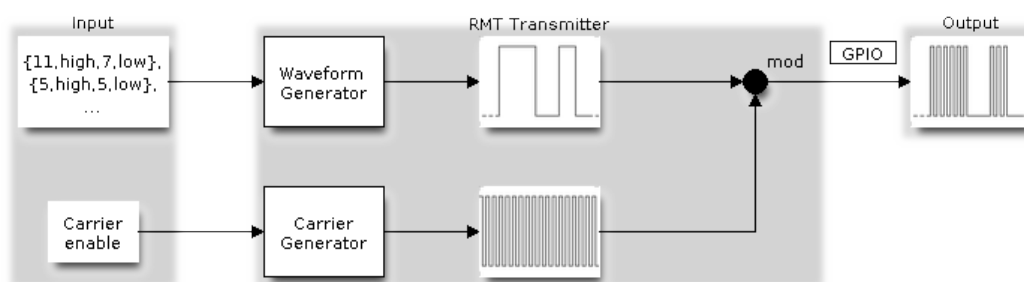 Input
RMT Transmitter
Output
{11,high,7,low},
{5,high,5,low},
...
Waveform
Generator
mod
GPIO
Carrier
enable
Carrier
Generator